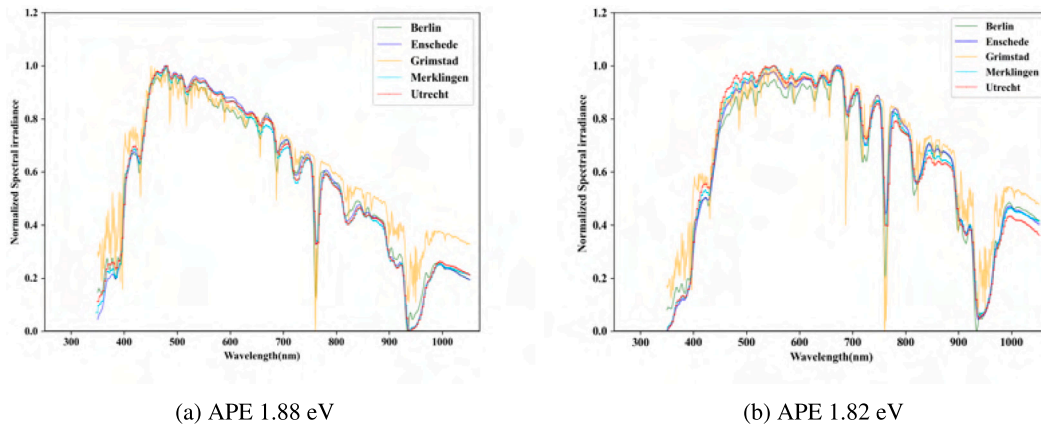 1.2
1.0
0.8
0.6
0.4
0.2
0.0
Normalized Spectral irradiance
300 400 500 600 700 800 900 1000
Wavelength(nm)
Berlin
Enschede
Grimstad
Merklingen
Utrecht
(a) APE 1.88 eV
1.2
1.0
0.8
0.6
0.4
0.2
0.0
Normalized Spectral irradiance
300 400 500 600 700 800 900 1000
Wavelength(nm)
Berlin
Enschede
Grimstad
Merklingen
Utrecht
(b) APE 1.82 eV